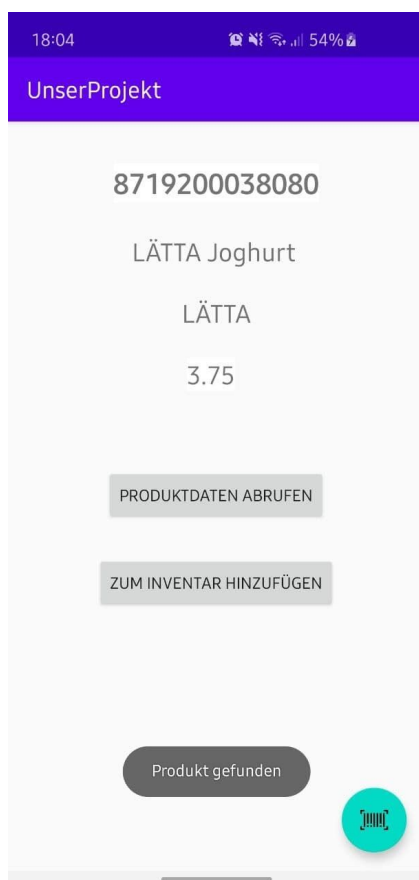 18:04 54%
UnserProjekt
8719200038080
LÄTTA Joghurt
LÄTTA
3.75
PRODUKTDATEN ABRUFEN
ZUM INVENTAR HINZUFÜGEN
Produkt gefunden